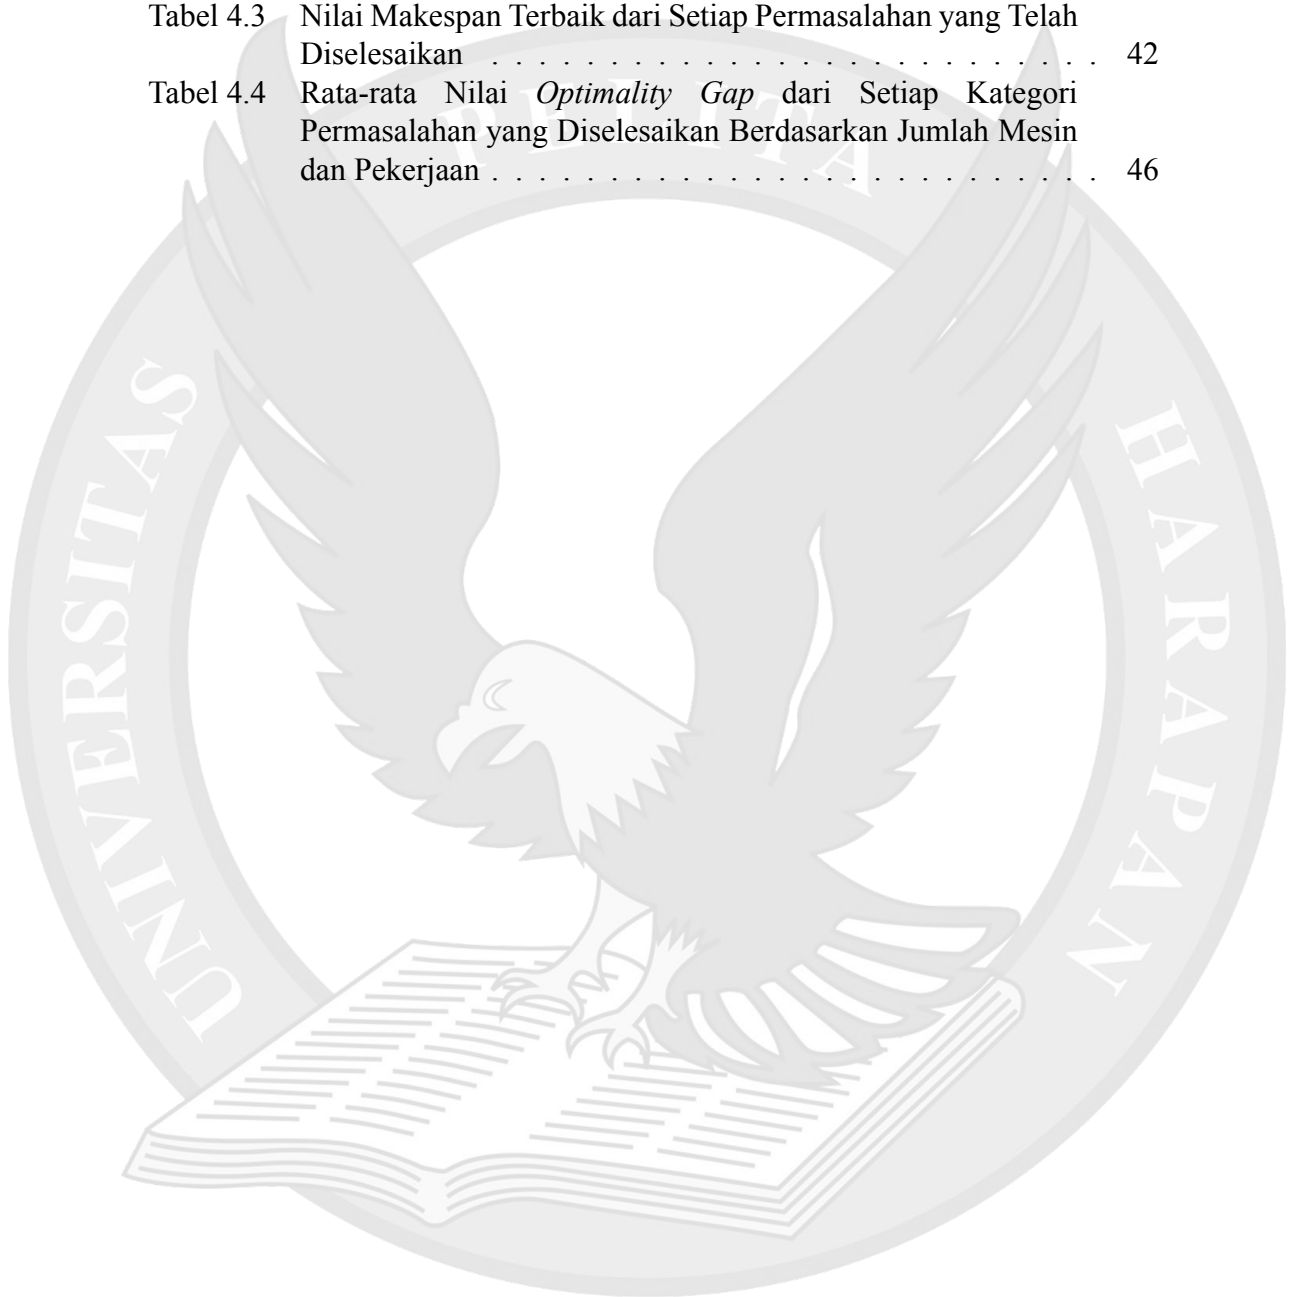 Tabel 4.3 Nilai Makespan Terbaik dari Setiap Permasalahan yang Telah
Diselesaikan . . . . . . . . . . . . . . . . . . . . . . . . . . 42
Tabel 4.4 Rata-rata Nilai Optimality Gap dari Setiap Kategori
Permasalahan yang Diselesaikan Berdasarkan Jumlah Mesin
dan Pekerjaan . . . . . . . . . . . . . . . . . . . . . . . . . . 46
UNIVERSITAS PELITA HARAPAN